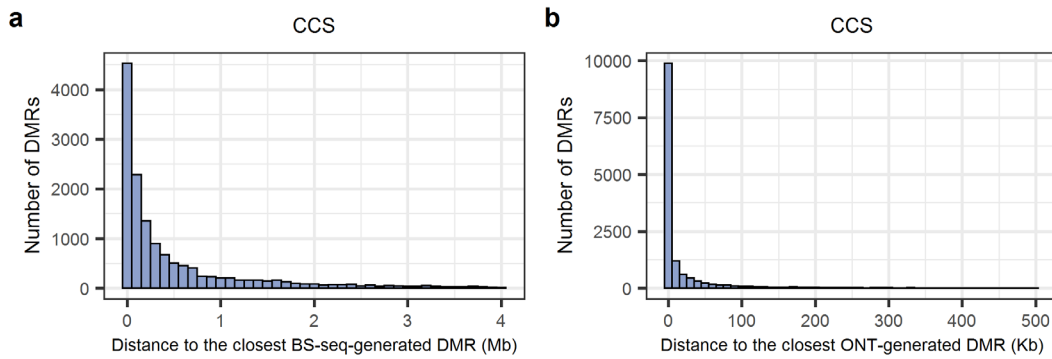 a
CCS
Number of DMRs
4000
3000
2000
1000
0
0 1 2 3 4
Distance to the closest BS-seq-generated DMR (Mb)
b
CCS
Number of DMRs
10000
7500
5000
2500
0
0 100 200 300 400 500
Distance to the closest ONT-generated DMR (Kb)